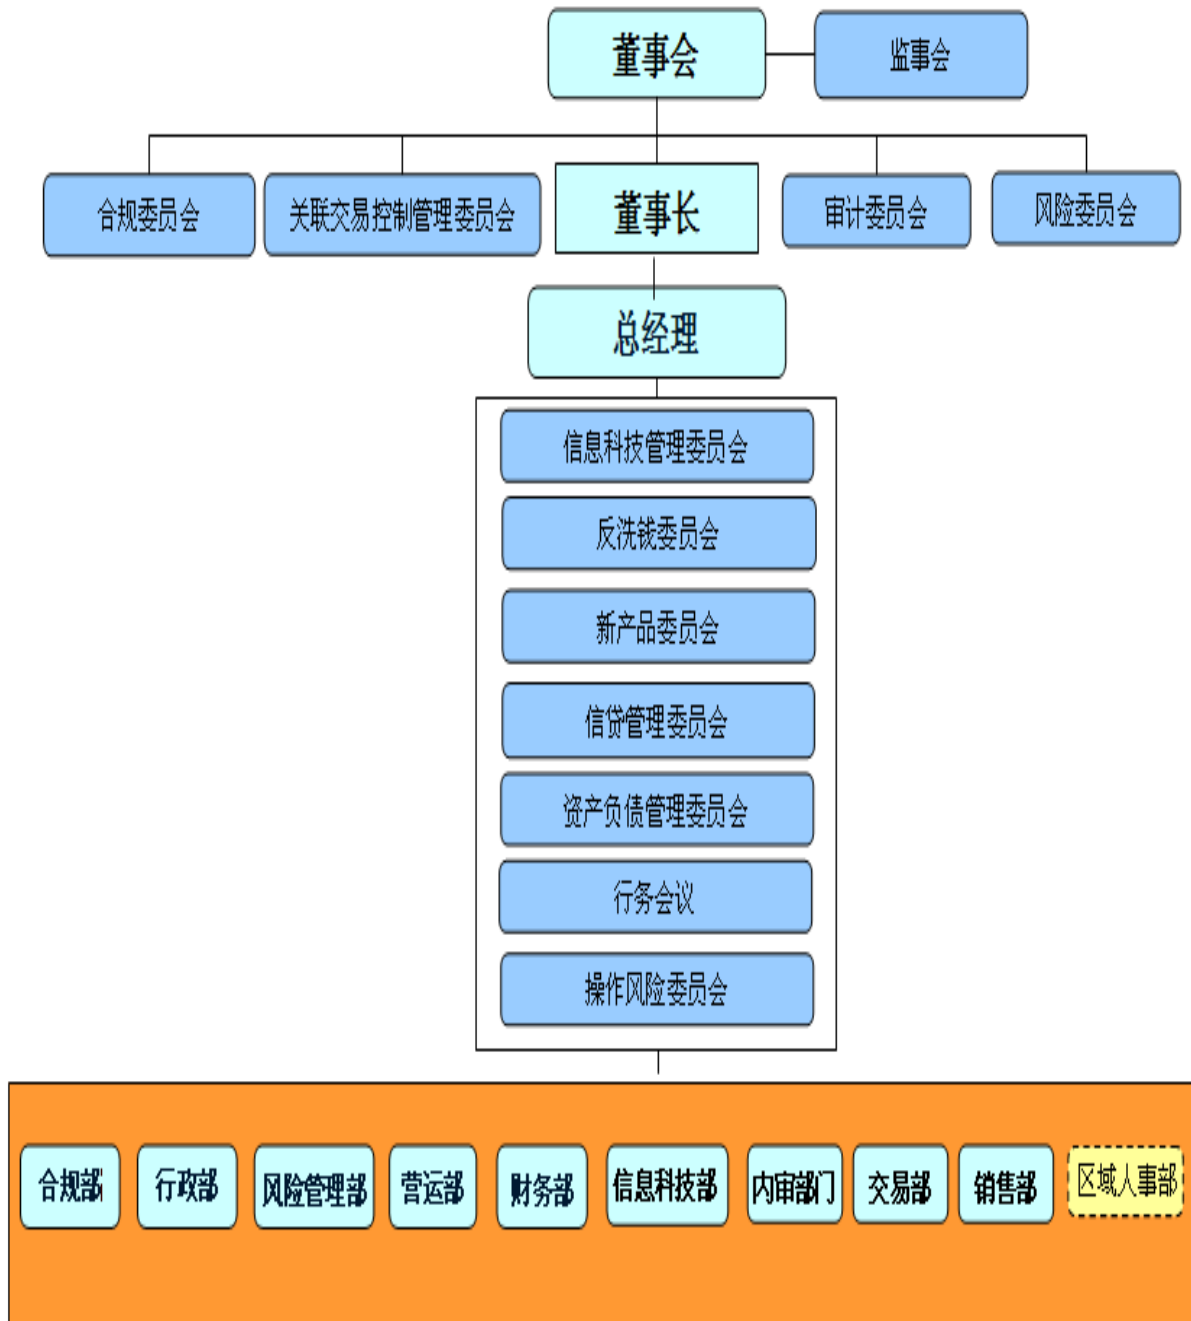 董事会
监事会
合规委员会
关联交易控制管理委员会
董事长
审计委员会
风险委员会
总经理
信息科技管理委员会
反洗钱委员会
新产品委员会
信贷管理委员会
资产负债管理委员会
行务会议
操作风险委员会
合规部
行政部
风险管理部
营运部
财务部
信息科技部
内审部门
交易部
销售部
区域人事部